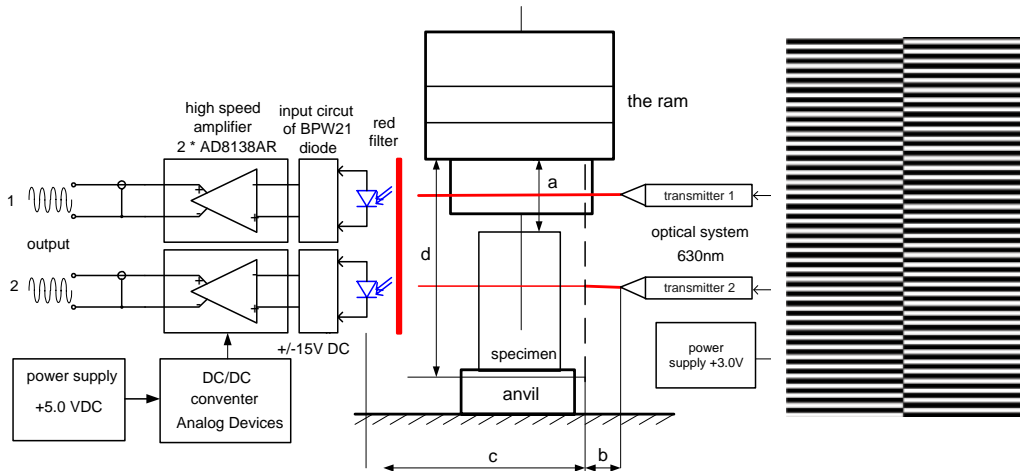 high speed
amplifier
2 * AD8138AR
input circut
of BPW21
diode
red
filter
the ram
1
output
2
a
d
transmitter 1
optical system
630nm
transmitter 2
+/-15V DC
specimen
anvil
power
supply +3.0V
power supply
+5.0 VDC
DC/DC
conventer
Analog Devices
c
b